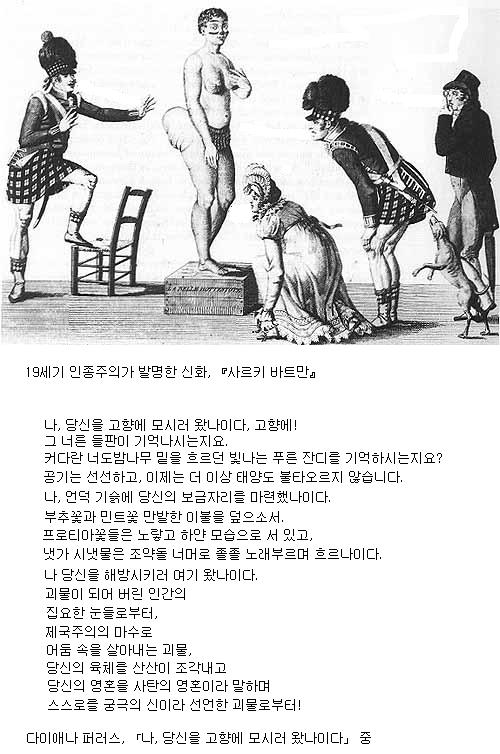 LA BELLE HOTTENTOTE
19세기 인종주의가 발명한 신화, 『사르키 바트만』
나, 당신을 고향에 모시러 왔나이다, 고향에!
그 너른 들판이 기억나시는지요.
커다란 너도밤나무 밑을 흐르던 빛나는 푸른 잔디를 기억하시는지요?
공기는 선선하고, 이제는 더 이상 태양도 불타오르지 않습니다.
나, 언덕 기슭에 당신의 보금자리를 마련했나이다.
부추꽃과 민트꽃 만발한 이불을 덮으소서.
프로티아꽃들은 노랗고 하얀 모습으로 서 있고,
냇가 시냇물은 조약돌 너머로 졸졸 노래부르며 흐르나이다.
나 당신을 해방시키러 여기 왔나이다.
괴물이 되어 버린 인간의
집요한 눈들로부터,
제국주의의 마수로
어둠 속을 살아내는 괴물,
당신의 육체를 산산이 조각내고
당신의 영혼을 사탄의 영혼이라 말하며
스스로를 궁극의 신이라 선언한 괴물로부터!
다이애나 퍼러스, 「나, 당신을 고향에 모시러 왔나이다」 중